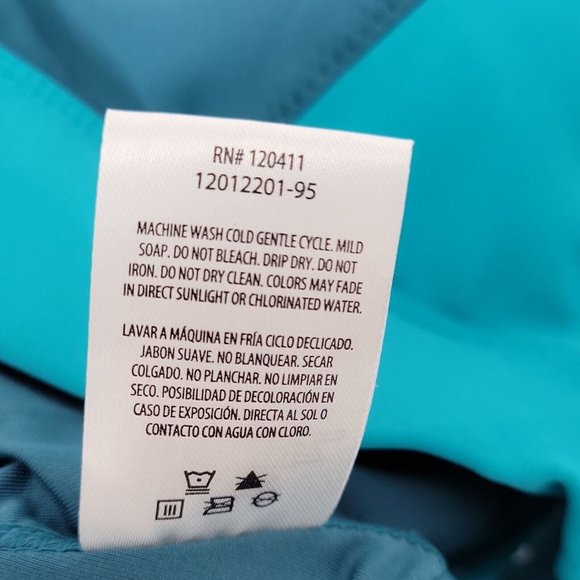 RN# 120411
12012201-95
MACHINE WASH COLD GENTLE CYCLE. MILD
SOAP. DO NOT BLEACH. DRIP DRY. DO NOT
IRON. DO NOT DRY CLEAN. COLORS MAY FADE
IN DIRECT SUNLIGHT OR CHLORINATED WATER.
LAVAR A MÁQUINA EN FRÍA CICLO DECLICADO.
JABON SUAVE. NO BLANQUEAR. SECAR
COLGADO. NO PLANCHAR. NO LIMPIAR EN
SECO. POSIBILIDAD DE DECOLORACIÓN EN
CASO DE EXPOSICIÓN. DIRECTA AL SOL O
CONTACTO CON AGUA CON CLORO.